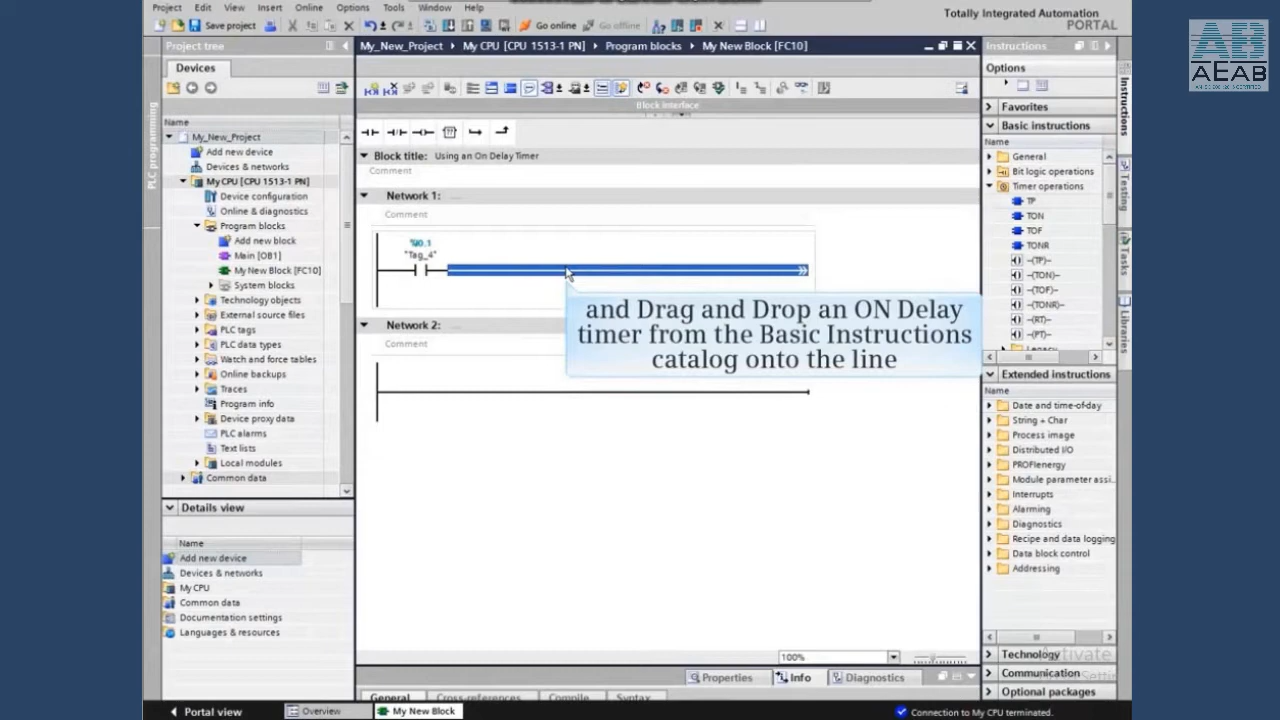 Project Edit View Insert Online Options Tools Window Help
Totally Integrated Automation
PORTAL
Save project
Go online
Go offline
AEAB
Project tree
My_New_Project
My CPU [CPU 1513-1 PN]
Program blocks
My New Block [FC10]
Instructions
Devices
Options
PLC programming
Block interface
Favorites
Basic instructions
Name
Name
General
Bit logic operations
Timer operations
TP
TON
TOF
TONR
-(TP)-
-(TON)-
-(TOF)-
-(TONR)-
-(RT)-
-(PT)-
Legacy
My_New_Project
Add new device
Devices & networks
My CPU [CPU 1513-1 PN]
Device configuration
Online & diagnostics
Program blocks
Add new block
Main [OB1]
My New Block [FC10]
System blocks
Technology objects
External source files
PLC tags
PLC data types
Watch and force tables
Online backups
Traces
Program info
Device proxy data
PLC alarms
Text lists
Local modules
Common data
Block title: Using an On Delay Timer
Comment
Network 1:
Comment
%Q0.1
"Tag_4"
and Drag and Drop an ON Delay
timer from the Basic Instructions
catalog onto the line
Network 2:
Comment
Extended instructions
Name
Date and time-of-day
String + Char
Process image
Distributed I/O
PROFIenergy
Module parameter assi..
Interrupts
Alarming
Diagnostics
Recipe and data logging
Data block control
Addressing
Technology
Communication
Optional packages
Instructions
Testing
Tasks
Libraries
Details view
Name
Add new device
Devices & networks
My CPU
Common data
Documentation settings
Languages & resources
100%
Properties
Info
Diagnostics
General
Cross-references
Compile
Syntax
Portal view
Overview
My New Block
Connection to My CPU terminated.